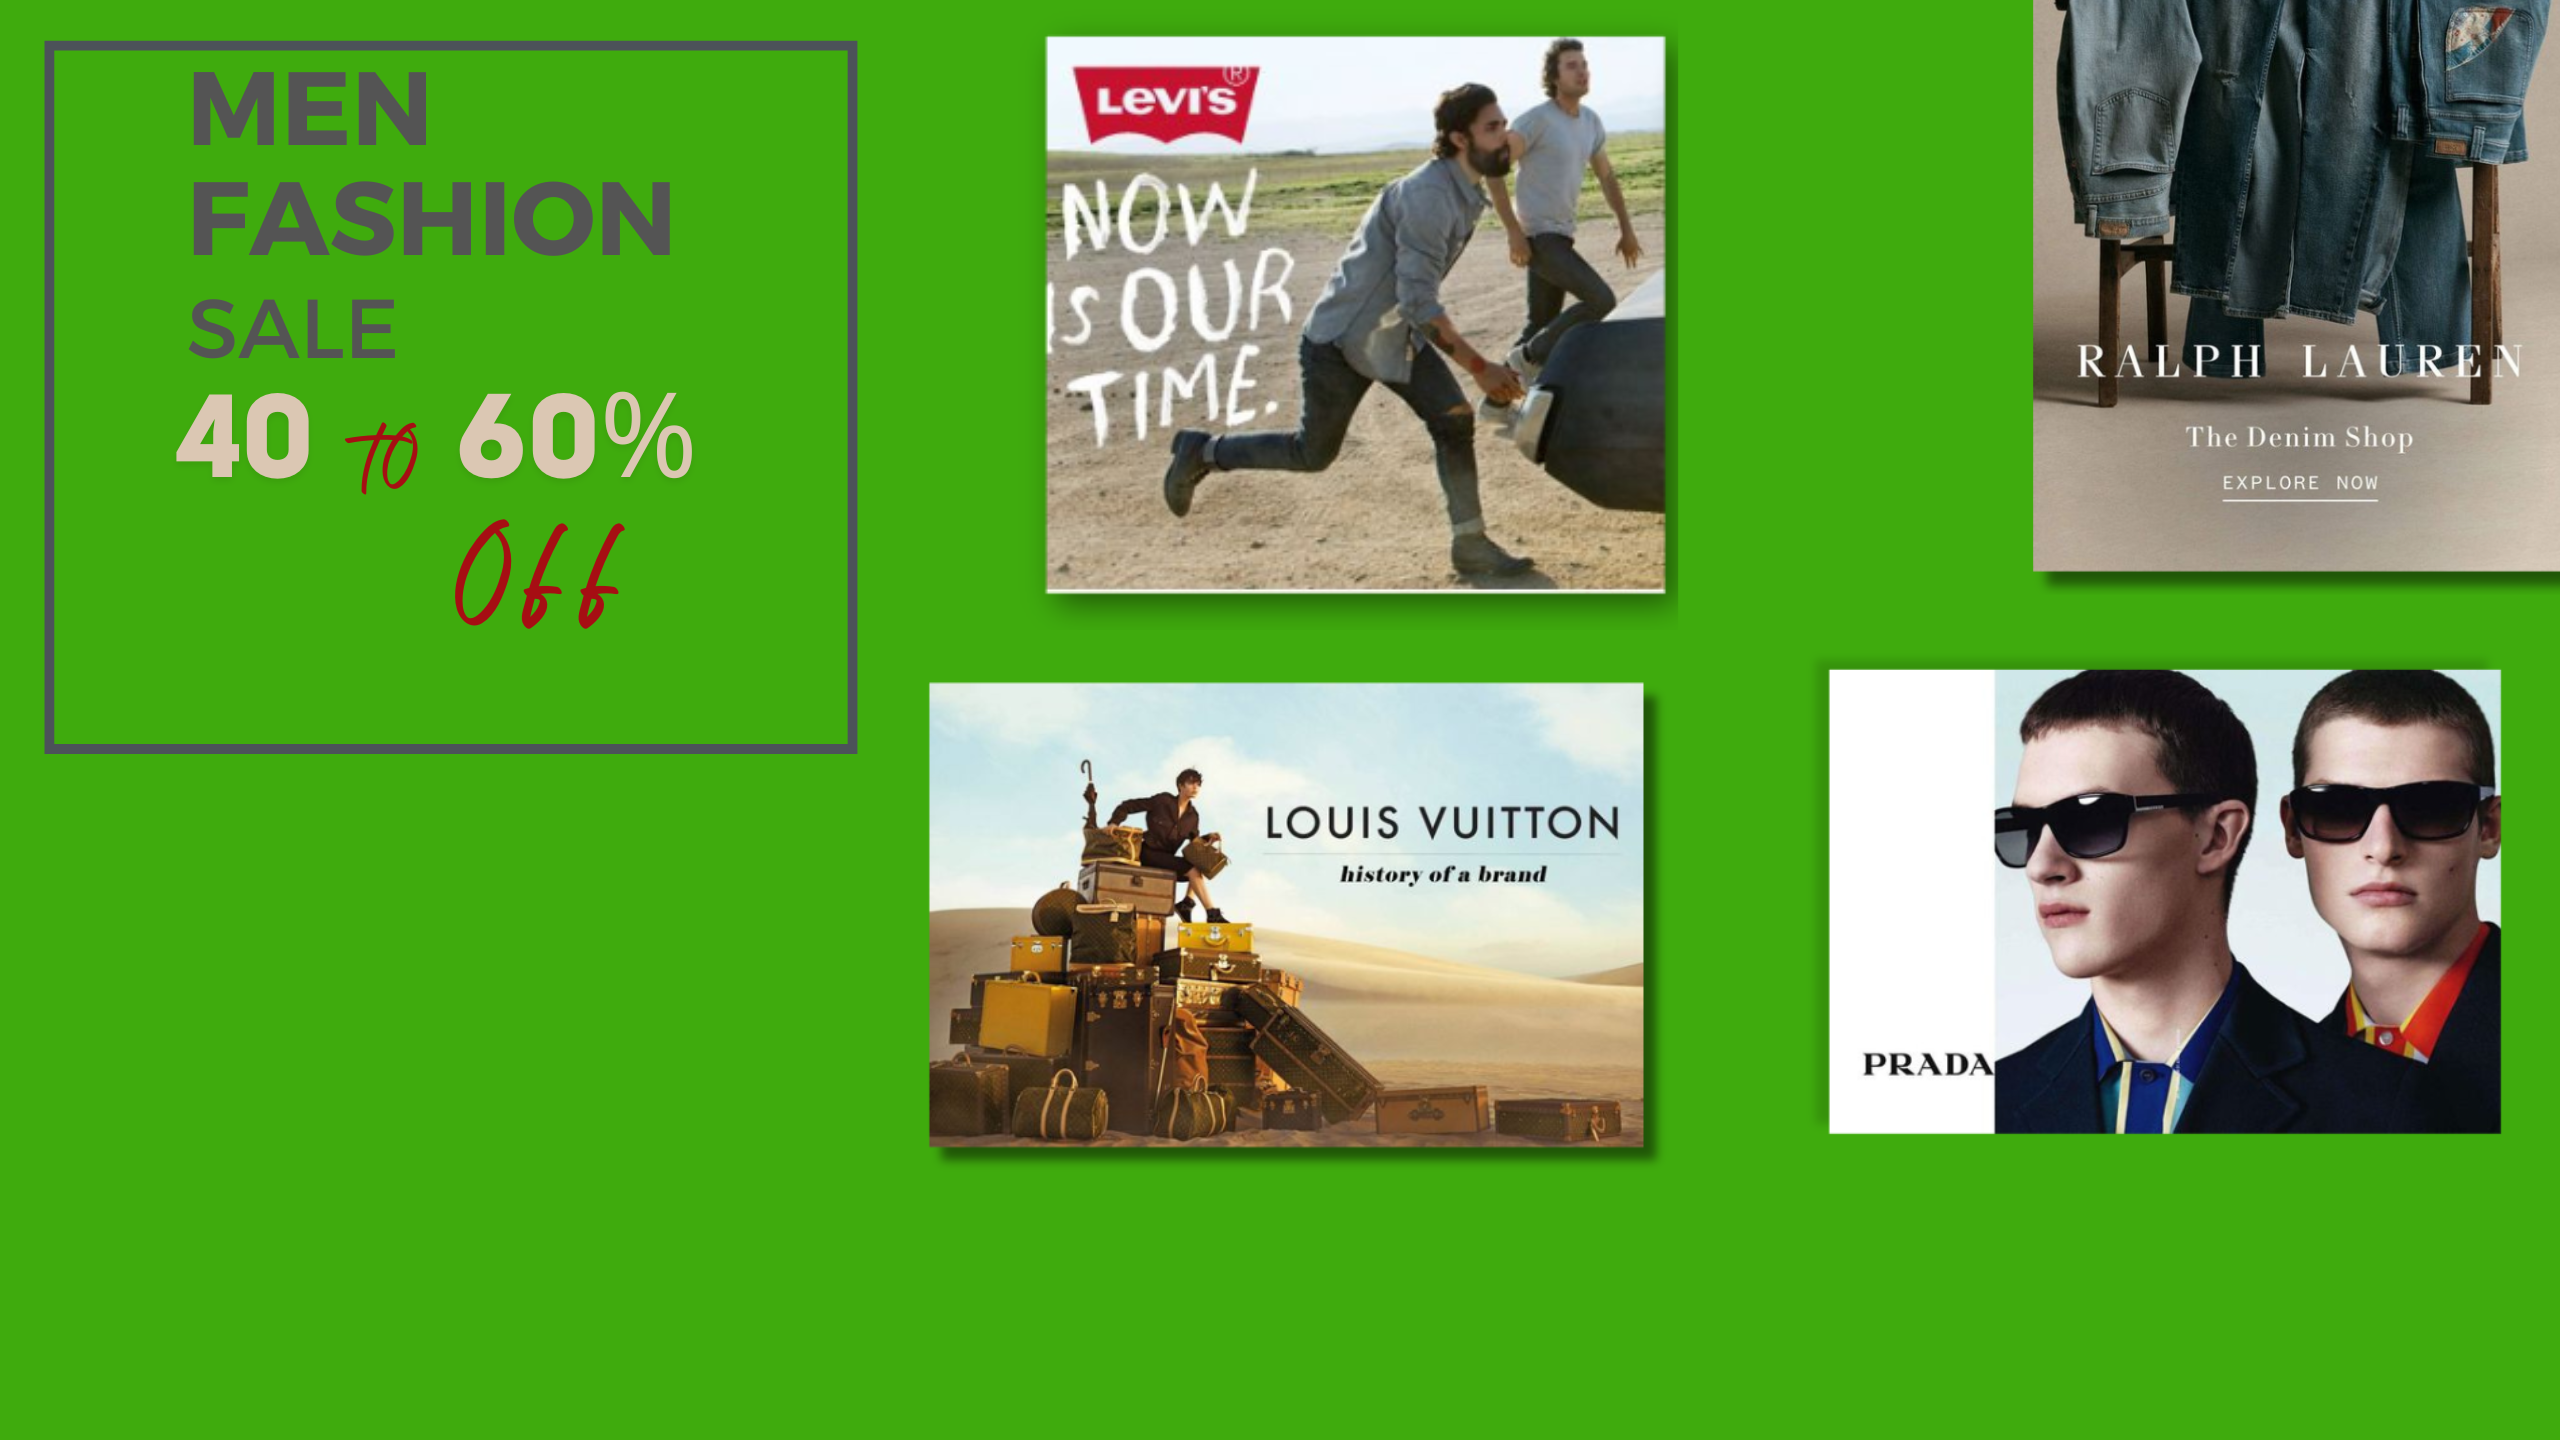 MEN
FASHION
SALE
40 to 60%
Off
LEVI'S ®
NOW
IS OUR
TIME.
RALPH LAUREN
The Denim Shop
EXPLORE NOW
LOUIS VUITTON
history of a brand
PRADA